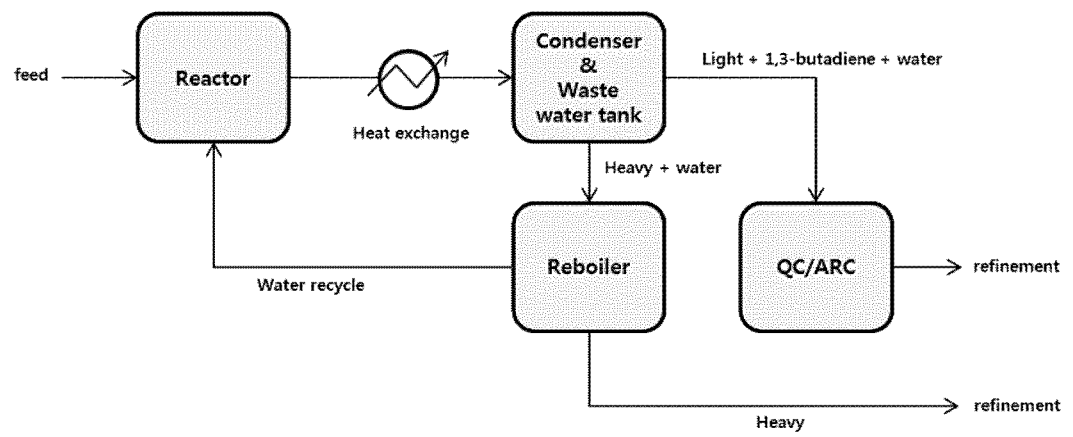 feed
Reactor
Heat exchange
Condenser
&
Waste
water tank
Light + 1,3-butadiene + water
Heavy + water
Reboiler
QC/ARC
refinement
Water recycle
Heavy
refinement